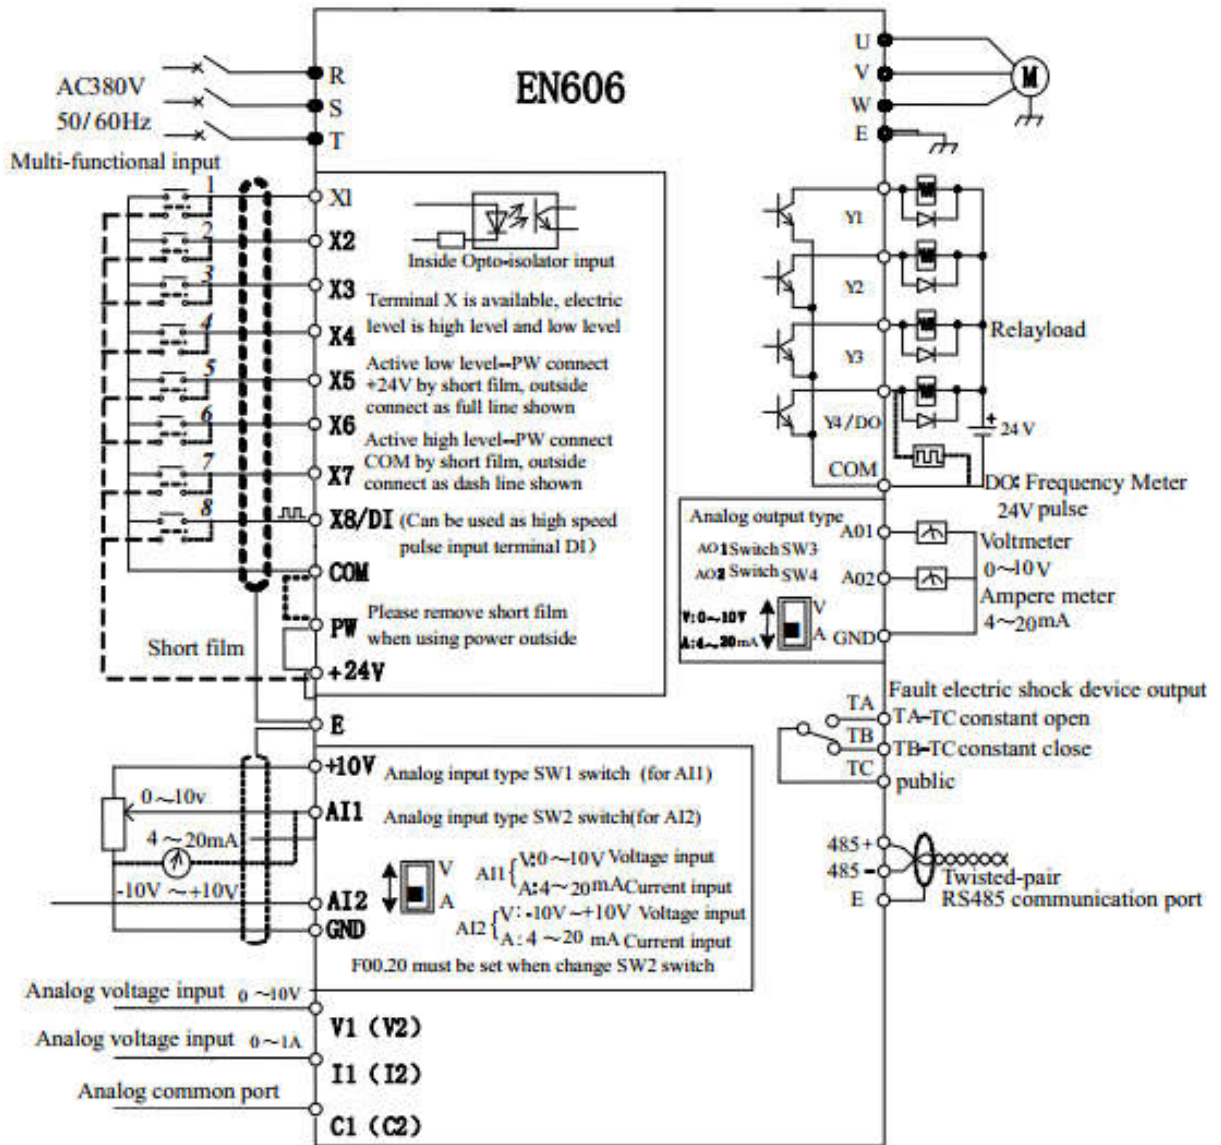 EN606
AC380V
50/60Hz
R
S
T
U
V
W
E
M
Multi-functional input
1
X1
2
X2
3
X3
4
X4
5
X5
6
X6
7
X7
8
X8/DI
COM
PW
+24V
E
Short film
Inside Opto-isolator input
Terminal X is available, electric
level is high level and low level
Active low level--PW connect
+24V by short film, outside
connect as full line shown
Active high level--PW connect
COM by short film, outside
connect as dash line shown
(Can be used as high speed
pulse input terminal DI)
Please remove short film
when using power outside
Y1
Y2
Y3
Y4/DO
COM
Relayload
+
24V
DO: Frequency Meter
24V pulse
Analog output type
AO1 Switch SW3
AO2 Switch SW4
V:0~10V
A:4~20mA
V
A
A01
A02
GND
Voltmeter
0~10V
Ampere meter
4~20mA
Fault electric shock device output
TA
TA-TC constant open
TB
TB-TC constant close
TC
public
485+
485-
E
Twisted-pair
RS485 communication port
+10V
AI1
AI2
GND
0~10v
4~20mA
-10V~+10V
Analog input type SW1 switch (for AI1)
Analog input type SW2 switch(for AI2)
V
A
AI1 { V:0~10V Voltage input
A:4~20mA Current input
AI2 { V:-10V~+10V Voltage input
A:4~20 mA Current input
F00.20 must be set when change SW2 switch
Analog voltage input 0~10V
V1 (V2)
Analog voltage input 0~1A
I1 (I2)
Analog common port
C1 (C2)